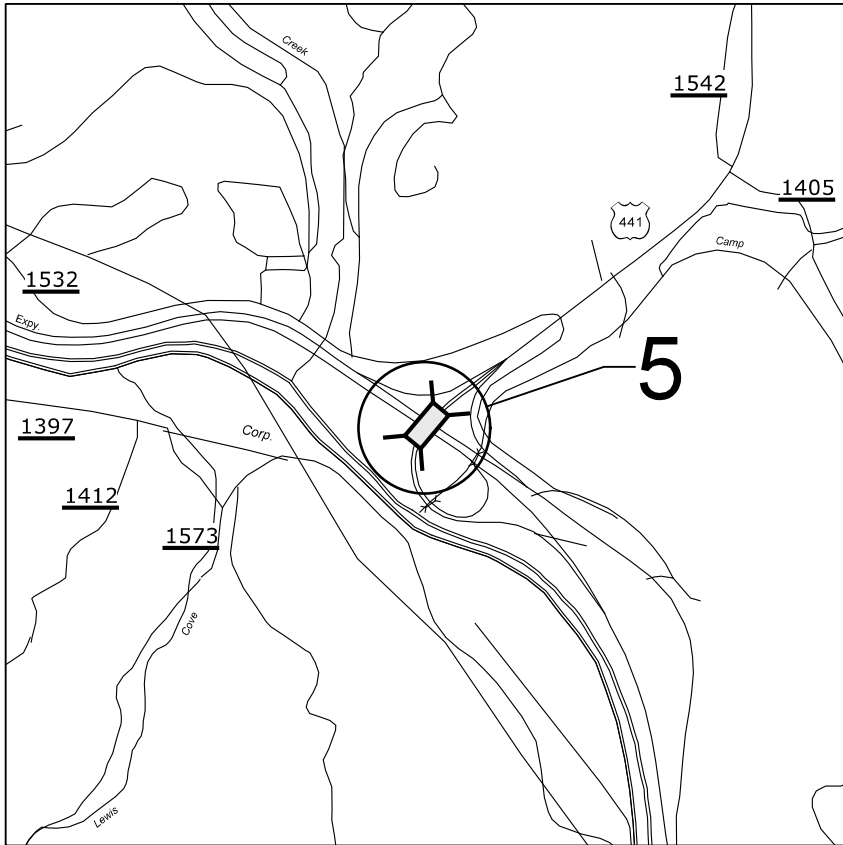 Creek
1542
1405
441
Camp
1532
Expy.
5
1397
Corp.
1412
1573
Cove
Lewis